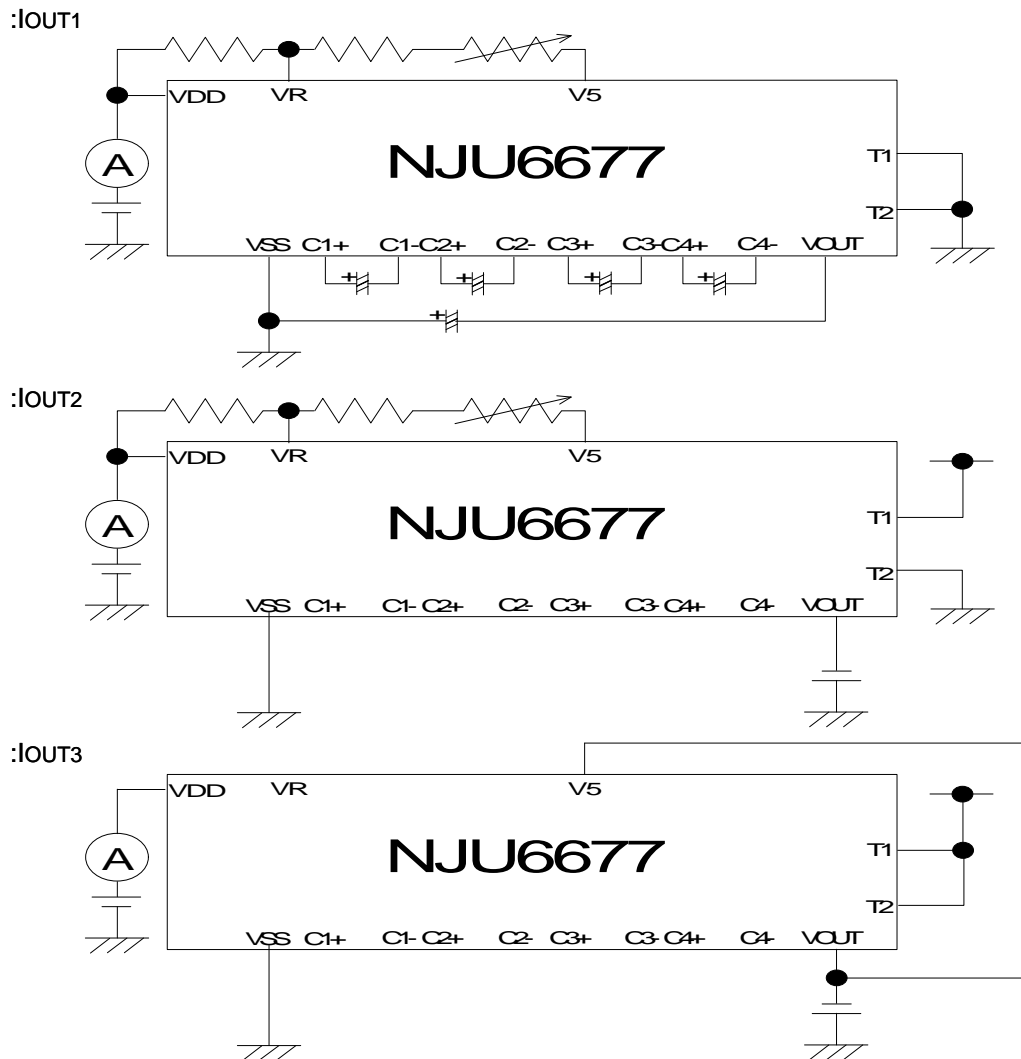 :IOUT1
VDD VR V5
A NJU6677 T1
T2
VSS C1+ C1- C2+ C2- C3+ C3- C4+ C4- VOUT
+ + + +
+
:IOUT2
VDD VR V5
A NJU6677 T1
T2
VSS C1+ C1- C2+ C2- C3+ C3- C4+ C4- VOUT
:IOUT3
VDD VR V5
A NJU6677 T1
T2
VSS C1+ C1- C2+ C2- C3+ C3- C4+ C4- VOUT